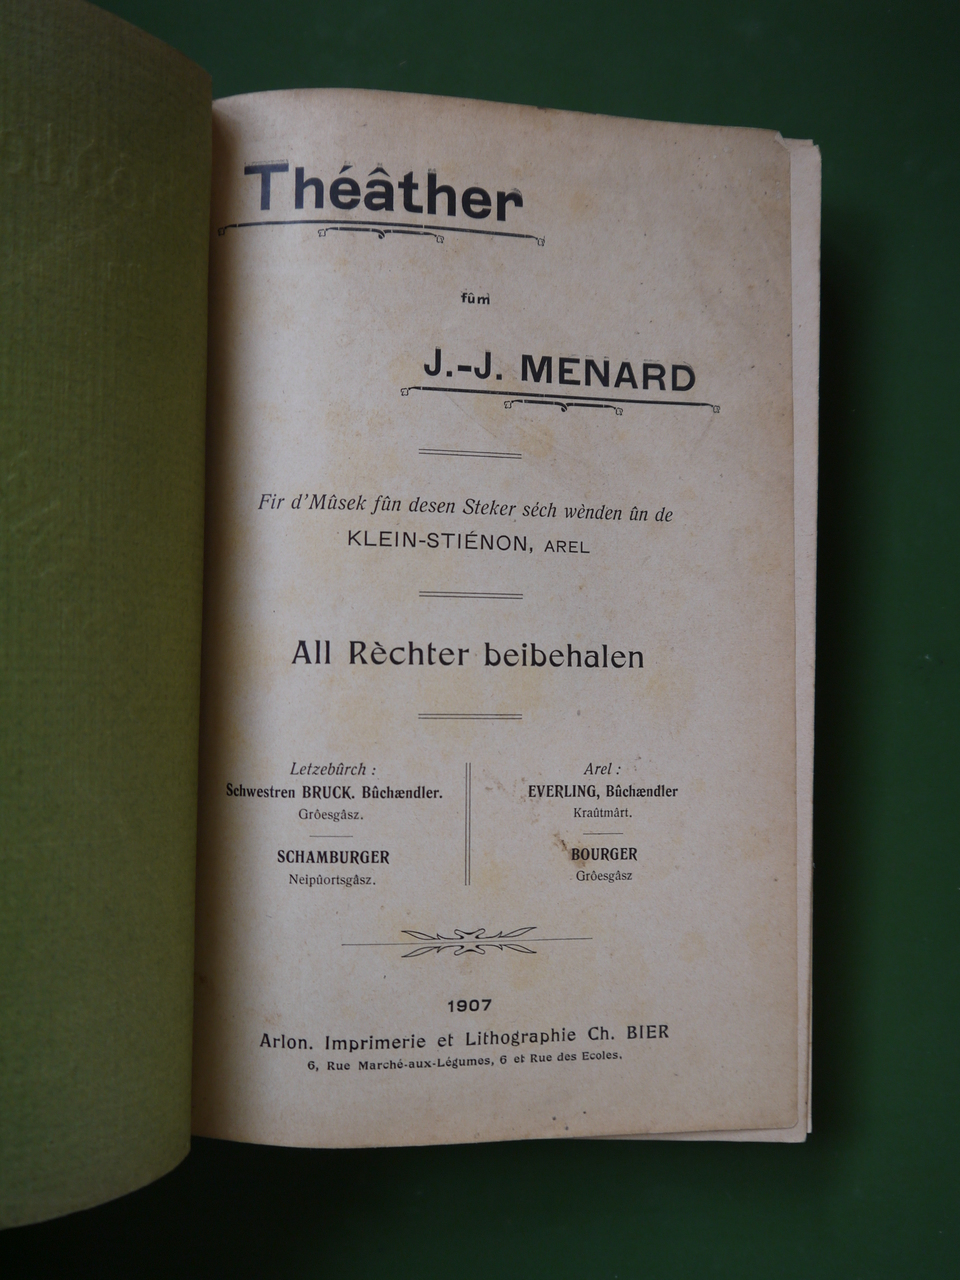 Théâther
fûm
J.-J. MENARD
Fir d'Mûsek fûn desen Steker séch wènden ûn de
KLEIN-STIÉNON, AREL
All Rèchter beibehalen
Letzebûrch :
Schwestren BRUCK. Bûchændler.
Grôesgâsz.
SCHAMBURGER
Neipûortsgâsz.
Arel :
EVERLING, Bûchændler
Kraûtmârt.
BOURGER
Grôesgâsz
1907
Arlon. Imprimerie et Lithographie Ch. BIER
6, Rue Marché-aux-Légumes, 6 et Rue des Ecoles.